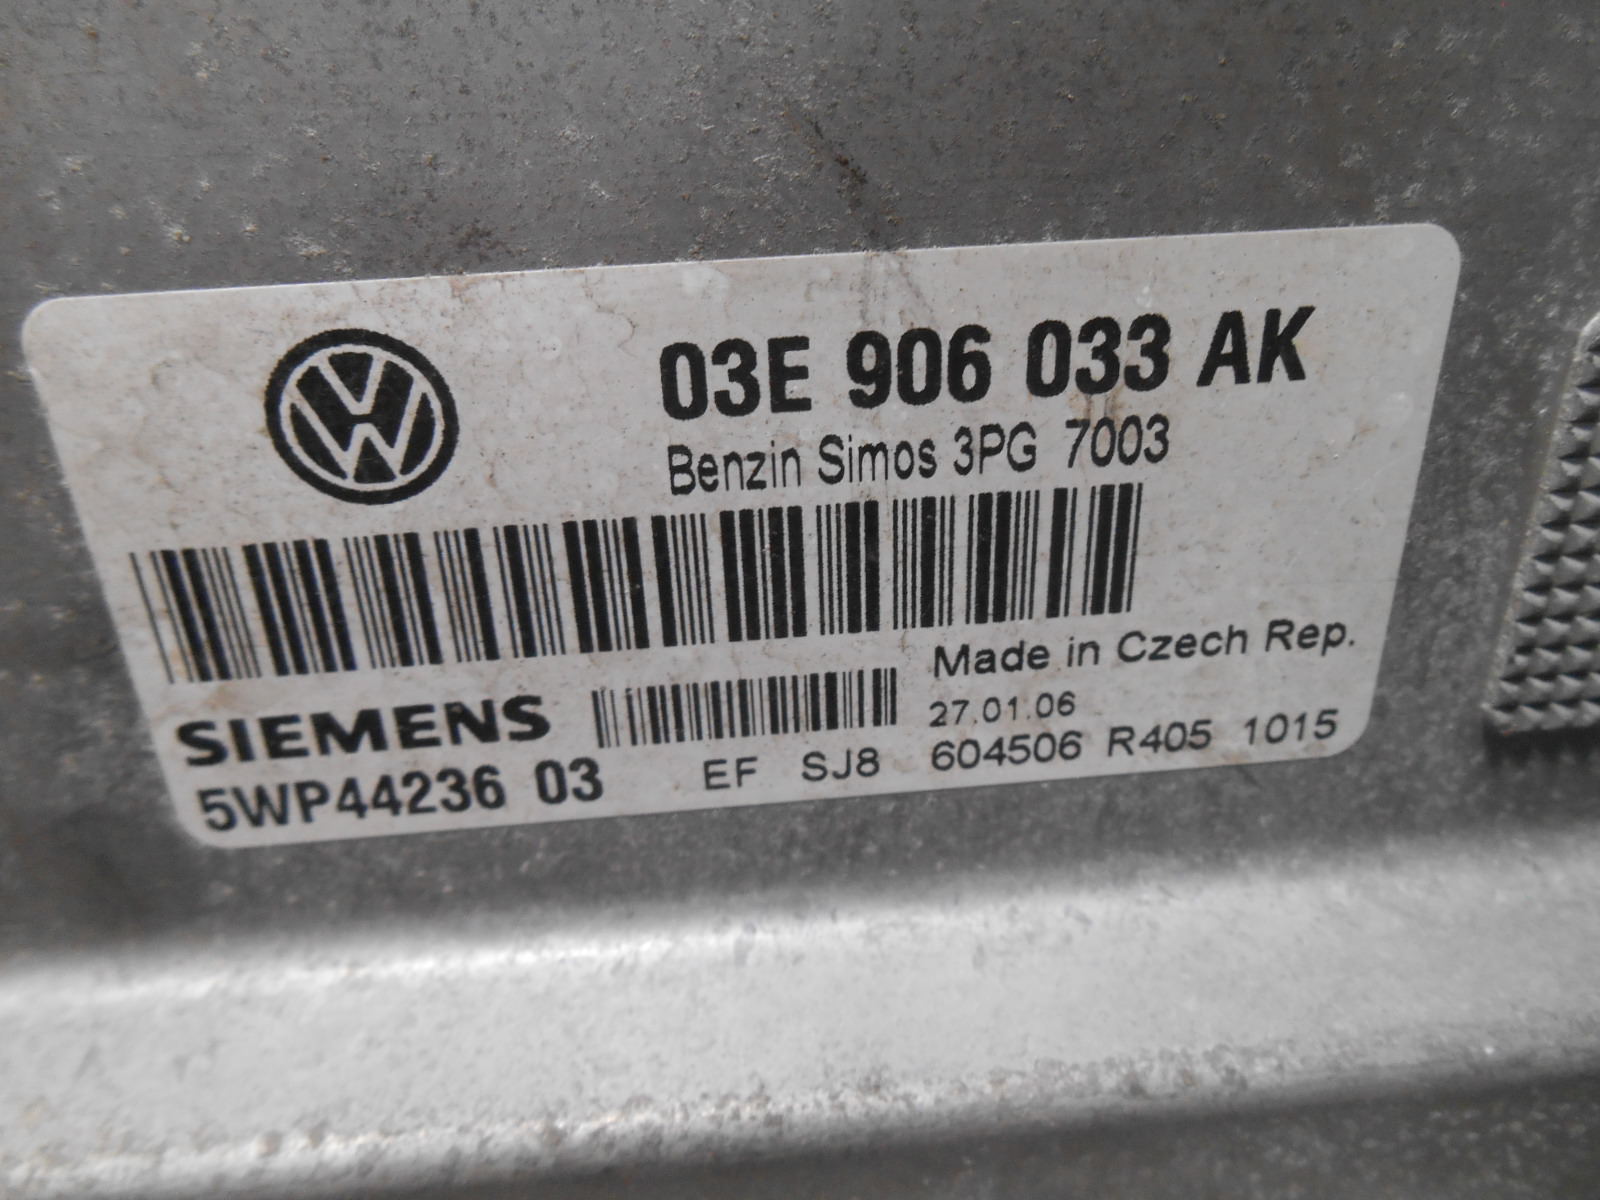 03E 906 033 AK
Benzin Simos 3PG 7003
Made in Czech Rep.
SIEMENS
27.01.06
5WP44236 03 EF SJ8 604506 R405 1015